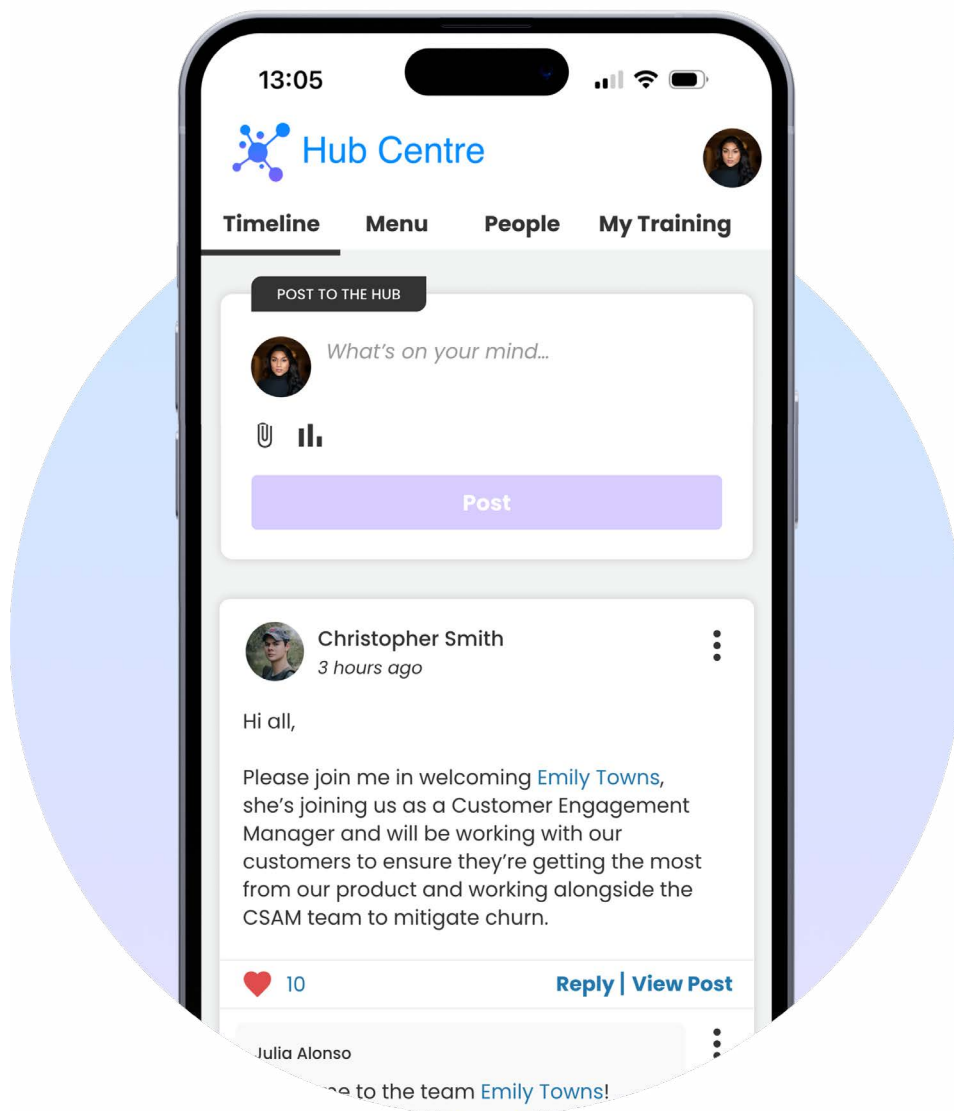 13:05
Hub Centre
Timeline Menu People My Training
POST TO THE HUB
What's on your mind...
Post
Christopher Smith
3 hours ago
Hi all,
Please join me in welcoming Emily Towns,
she's joining us as a Customer Engagement
Manager and will be working with our
customers to ensure they're getting the most
from our product and working alongside the
CSAM team to mitigate churn.
10 Reply | View Post
Julia Alonso
to the team Emily Towns!